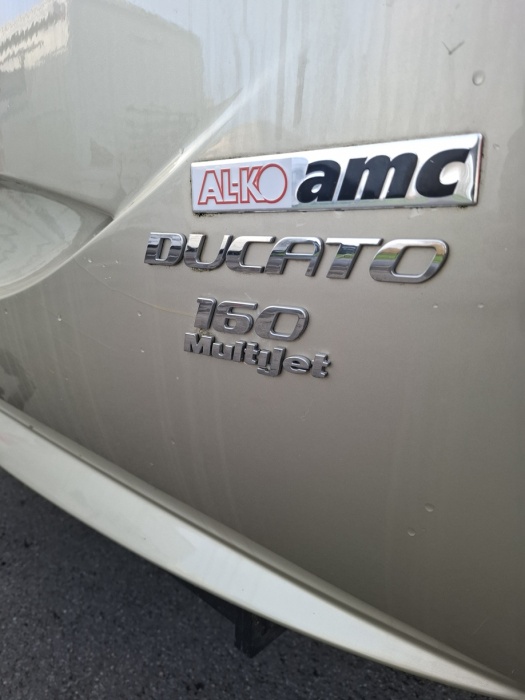 AL-KO amc
DUCATO
160
MultiJet